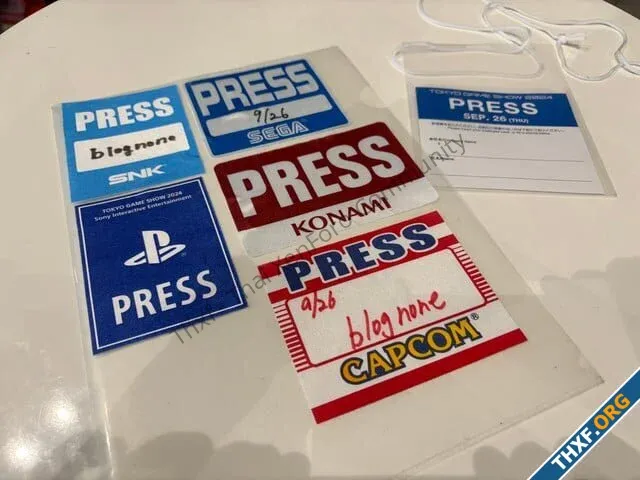 PRESS
blognone
SNK
PRESS
9/26
SEGA
PRESS
KONAMI
TOKYO GAME SHOW 2024
Sony Interactive Entertainment
PRESS
PRESS
9/26
blognone
CAPCOM®
TOKYO GAME SHOW 2024
PRESS
SEP. 26 (THU)
THXF.ORG